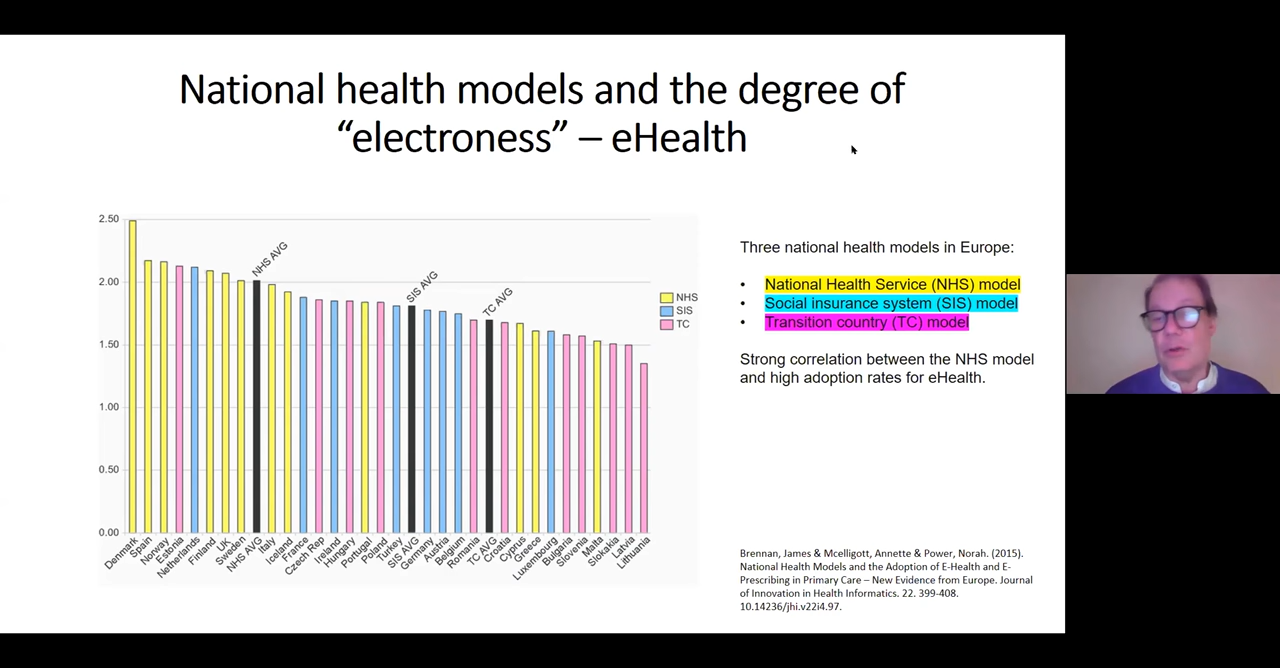 National health models and the degree of
“electroness” – eHealth
2.50
2.00
1.50
1.00
0.50
0.00
NHS AVG
SIS AVG
TC AVG
NHS
SIS
TC
Denmark
Spain
Norway
Estonia
Netherlands
Finland
UK
Sweden
NHS AVG
Italy
Iceland
France
Czech Rep
Ireland
Hungary
Portugal
Poland
Turkey
SIS AVG
Germany
Austria
Belgium
Romania
TC AVG
Croatia
Cyprus
Greece
Luxembourg
Bulgaria
Slovenia
Malta
Slokakia
Latvia
Lithuania
Three national health models in Europe:
• National Health Service (NHS) model
• Social insurance system (SIS) model
• Transition country (TC) model
Strong correlation between the NHS model
and high adoption rates for eHealth.
Brennan, James & Mcelligott, Annette & Power, Norah. (2015).
National Health Models and the Adoption of E-Health and E-
Prescribing in Primary Care – New Evidence from Europe. Journal
of Innovation in Health Informatics. 22. 399-408.
10.14236/jhi.v22i4.97.